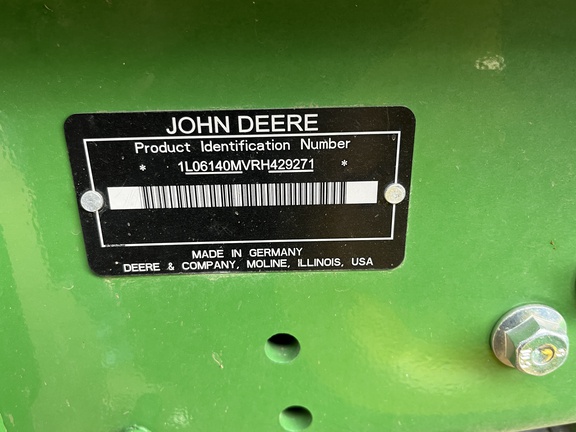 JOHN DEERE
Product Identification Number
* 1L06140MVRH429271 *
MADE IN GERMANY
DEERE & COMPANY, MOLINE, ILLINOIS, USA